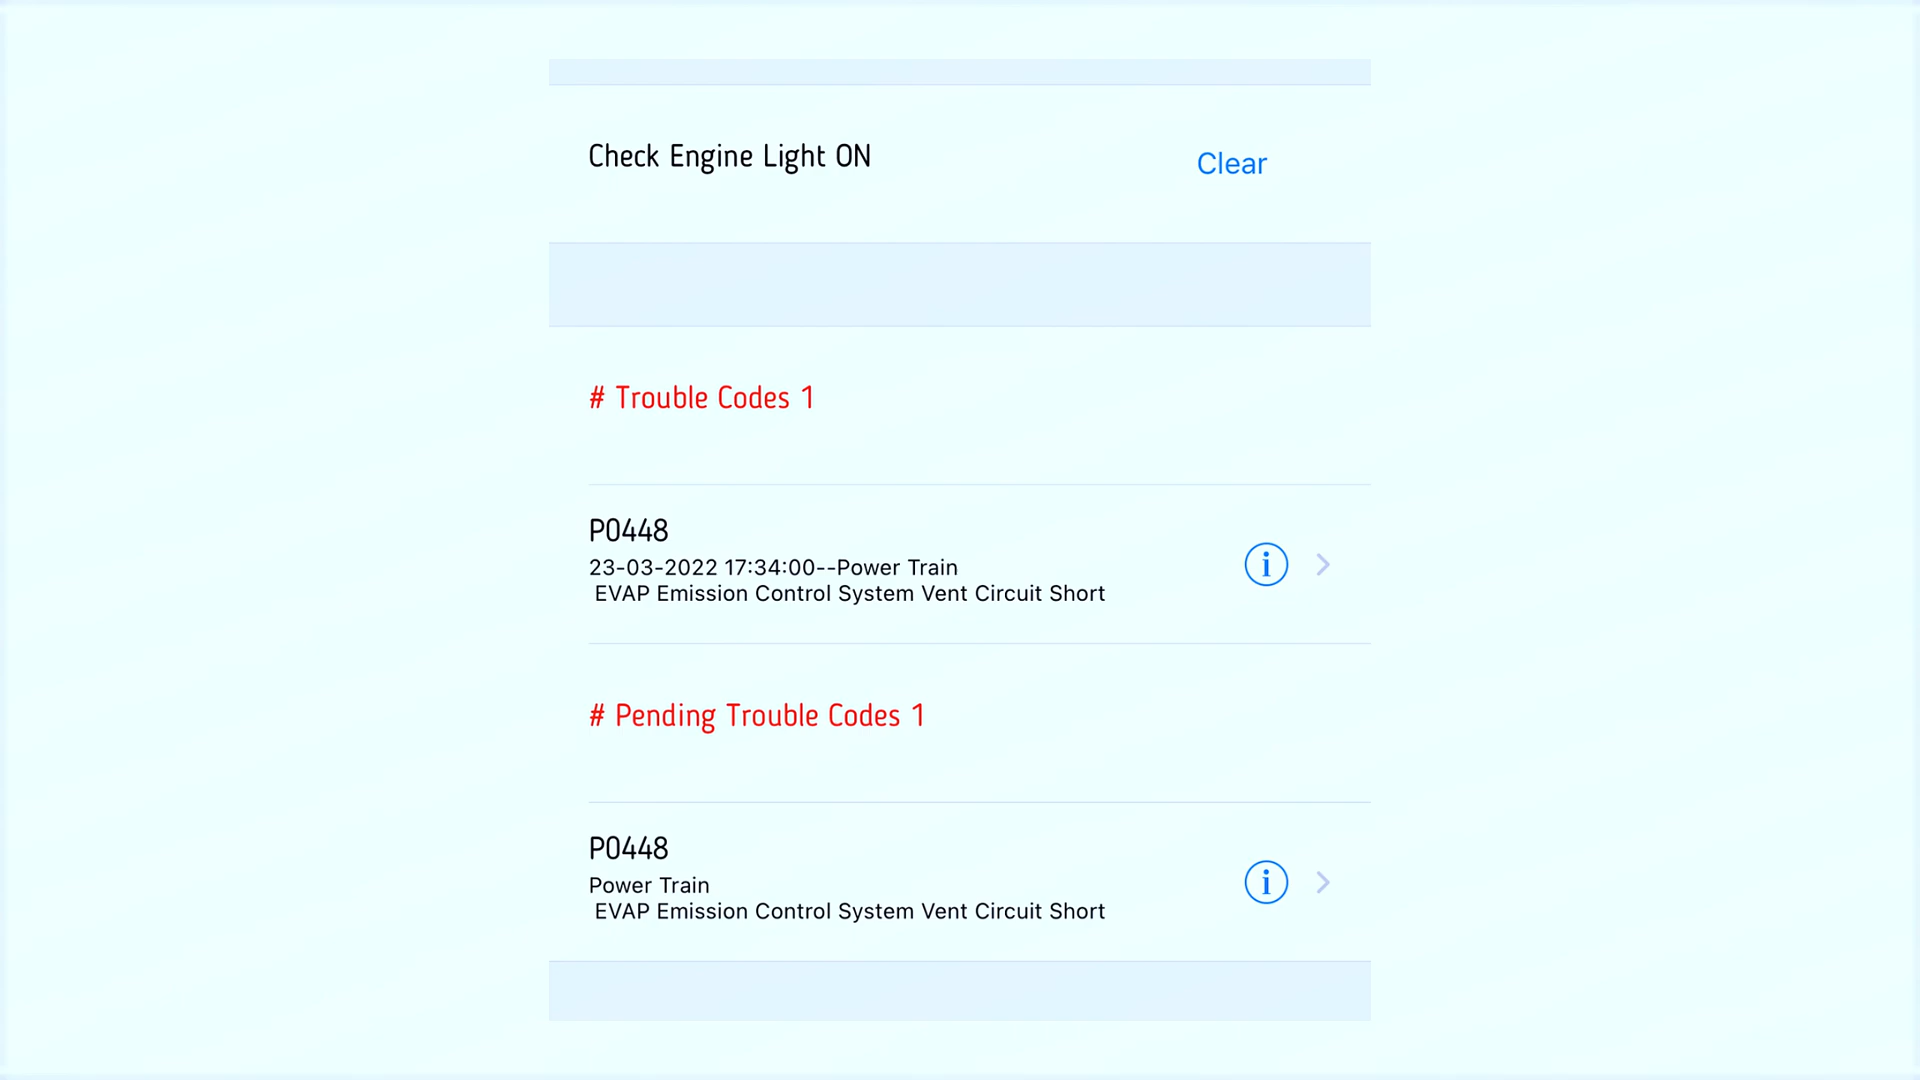 Check Engine Light ON
Clear
# Trouble Codes 1
P0448
23-03-2022 17:34:00--Power Train
EVAP Emission Control System Vent Circuit Short
# Pending Trouble Codes 1
P0448
Power Train
EVAP Emission Control System Vent Circuit Short